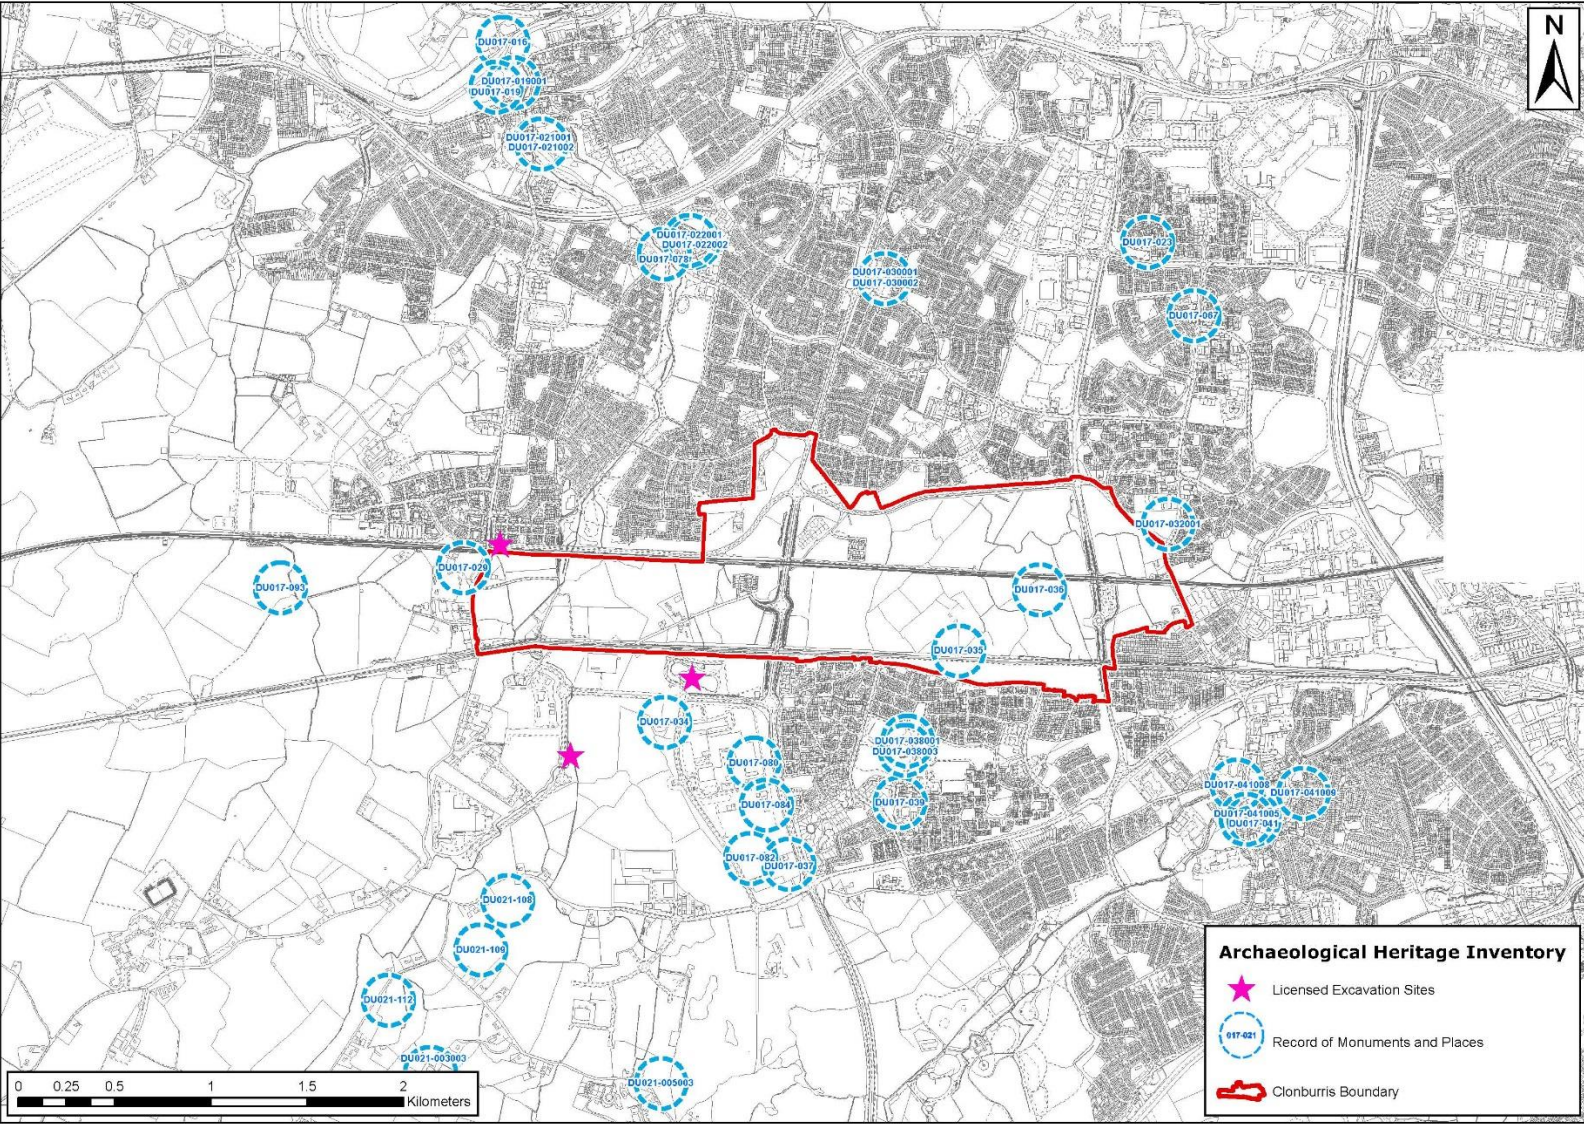 DU017-016
N
DU017-019001
DU017-019
DU017-021001
DU017-021002
DU017-022001
DU017-022002
DU017-078
DU017-023
DU017-030001
DU017-030002
DU017-067
DU017-032001
DU017-029
DU017-093
DU017-036
DU017-035
DU017-034
DU017-038001
DU017-038003
DU017-080
DU017-084
DU017-039
DU017-041008
DU017-041009
DU017-041005
DU017-041
DU017-082
DU017-037
DU021-108
DU021-109
DU021-112
DU021-003003
DU021-005003
Archaeological Heritage Inventory
Licensed Excavation Sites
017-021
Record of Monuments and Places
Clonburris Boundary
0 0.25 0.5 1 1.5 2
Kilometers